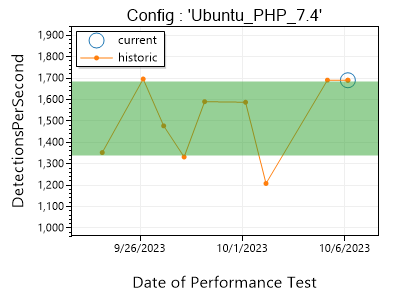 Config : 'Ubuntu_PHP_7.4'
current
historic
DetectionsPerSecond
1,900
1,800
1,700
1,600
1,500
1,400
1,300
1,200
1,100
1,000
9/26/2023
10/1/2023
10/6/2023
Date of Performance Test